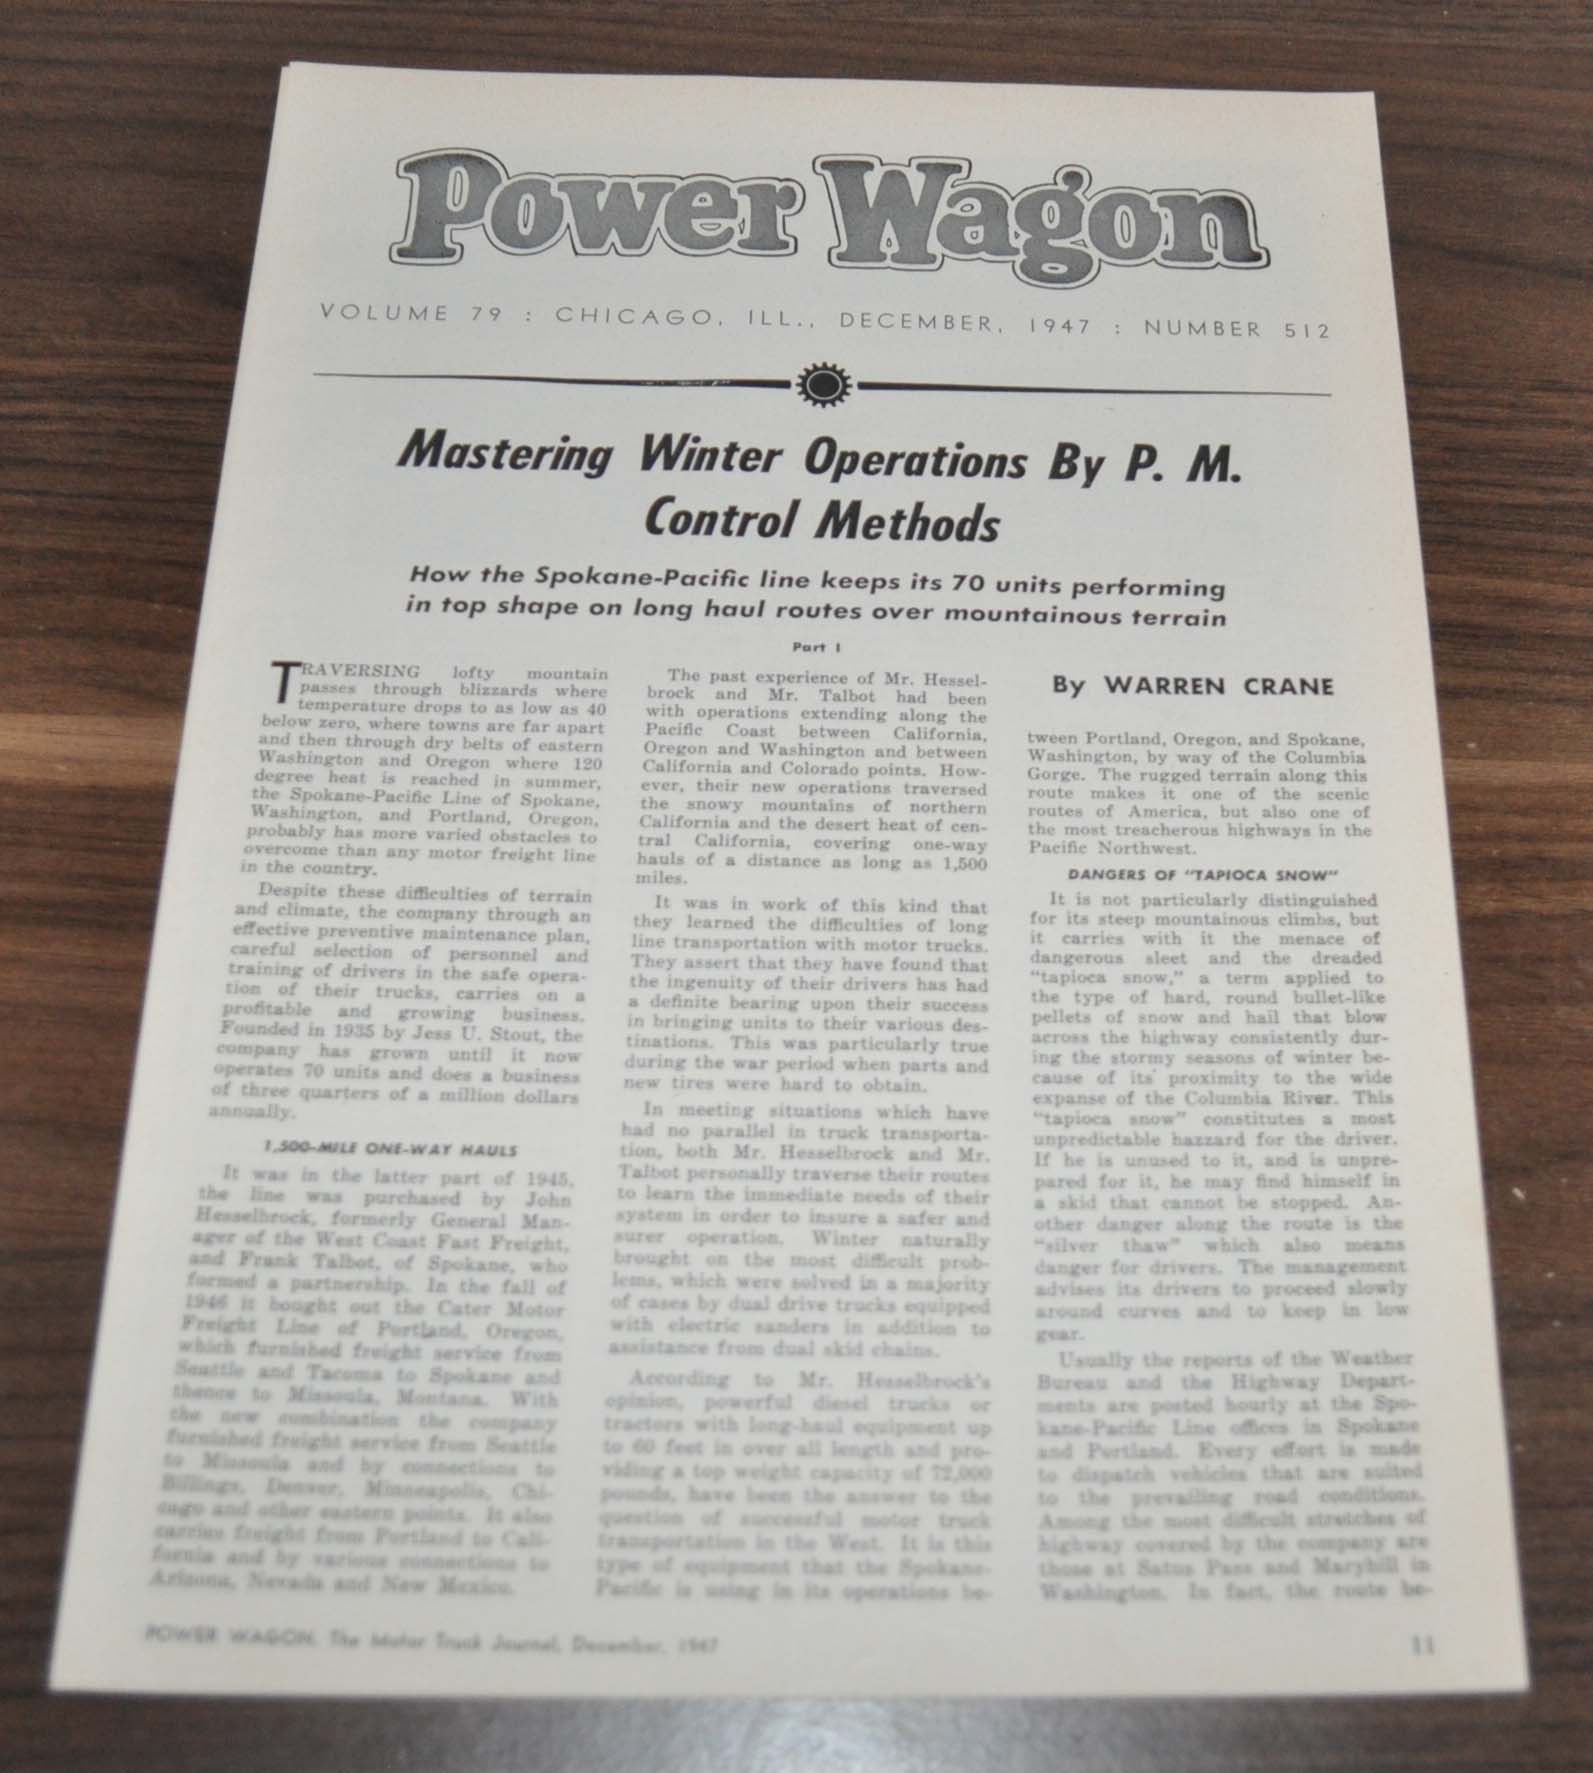 Power Wagon
VOLUME 79 : CHICAGO, ILL., DECEMBER, 1947 : NUMBER 512
Mastering Winter Operations By P. M.
Control Methods
How the Spokane-Pacific line keeps its 70 units performing
in top shape on long haul routes over mountainous terrain
Part I
TRAVERSING lofty mountain
passes through blizzards where
temperature drops to as low as 40
below zero, where towns are far apart
and then through dry belts of eastern
Washington and Oregon where 120
degree heat is reached in summer,
the Spokane-Pacific Line of Spokane,
Washington, and Portland, Oregon,
probably has more varied obstacles to
overcome than any motor freight line
in the country.
Despite these difficulties of terrain
and climate, the company through an
effective preventive maintenance plan,
careful selection of personnel and
training of drivers in the safe opera-
tion of their trucks, carries on a
profitable and growing business.
Founded in 1935 by Jess U. Stout, the
company has grown until it now
operates 70 units and does a business
of three quarters of a million dollars
annually.
1,500-MILE ONE-WAY HAULS
It was in the latter part of 1945,
the line was purchased by John
Hesselbrock, formerly General Man-
ager of the West Coast Fast Freight,
and Frank Talbot, of Spokane, who
formed a partnership. In the fall of
1946 it bought out the Cater Motor
Freight Line of Portland, Oregon,
which furnished freight service from
Seattle and Tacoma to Spokane and
thence to Missoula, Montana. With
the new combination the company
furnished freight service from Seattle
to Missoula and by connections to
Billings, Denver, Minneapolis, Chi-
cago and other eastern points. It also
carries freight from Portland to Cali-
fornia and by various connections to
Arizona, Nevada and New Mexico.
The past experience of Mr. Hessel-
brock and Mr. Talbot had been
with operations extending along the
Pacific Coast between California,
Oregon and Washington and between
California and Colorado points. How-
ever, their new operations traversed
the snowy mountains of northern
California and the desert heat of cen-
tral California, covering one-way
hauls of a distance as long as 1,500
miles.
It was in work of this kind that
they learned the difficulties of long
line transportation with motor trucks.
They assert that they have found that
the ingenuity of their drivers has had
a definite bearing upon their success
in bringing units to their various des-
tinations. This was particularly true
during the war period when parts and
new tires were hard to obtain.
In meeting situations which have
had no parallel in truck transporta-
tion, both Mr. Hesselbrock and Mr.
Talbot personally traverse their routes
to learn the immediate needs of their
system in order to insure a safer and
surer operation. Winter naturally
brought on the most difficult prob-
lems, which were solved in a majority
of cases by dual drive trucks equipped
with electric sanders in addition to
assistance from dual skid chains.
According to Mr. Hesselbrock's
opinion, powerful diesel trucks or
tractors with long-haul equipment up
to 60 feet in over all length and pro-
viding a top weight capacity of 72,000
pounds, have been the answer to the
question of successful motor truck
transportation in the West. It is this
type of equipment that the Spokane-
Pacific is using in its operations be-
By WARREN CRANE
tween Portland, Oregon, and Spokane,
Washington, by way of the Columbia
Gorge. The rugged terrain along this
route makes it one of the scenic
routes of America, but also one of
the most treacherous highways in the
Pacific Northwest.
DANGERS OF "TAPIOCA SNOW"
It is not particularly distinguished
for its steep mountainous climbs, but
it carries with it the menace of
dangerous sleet and the dreaded
"tapioca snow," a term applied to
the type of hard, round bullet-like
pellets of snow and hail that blow
across the highway consistently dur-
ing the stormy seasons of winter be-
cause of its proximity to the wide
expanse of the Columbia River. This
"tapioca snow" constitutes a most
unpredictable hazzard for the driver.
If he is unused to it, and is unpre-
pared for it, he may find himself in
a skid that cannot be stopped. An-
other danger along the route is the
"silver thaw" which also means
danger for drivers. The management
advises its drivers to proceed slowly
around curves and to keep in low
gear.
Usually the reports of the Weather
Bureau and the Highway Depart-
ments are posted hourly at the Spo-
kane-Pacific Line offices in Spokane
and Portland. Every effort is made
to dispatch vehicles that are suited
to the prevailing road conditions.
Among the most difficult stretches of
highway covered by the company are
those at Satus Pass and Maryhill in
Washington. In fact, the route be-
POWER WAGON, The Motor Truck Journal, December, 1947
11